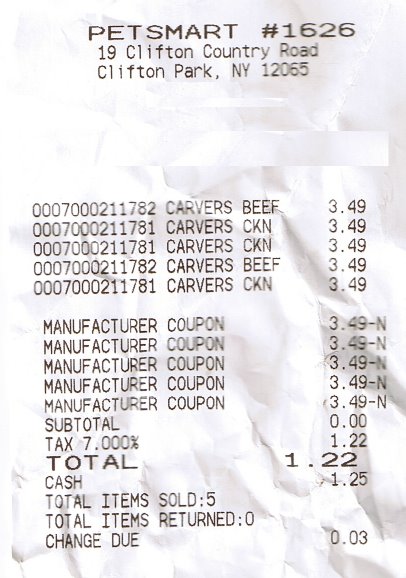 PETSMART #1626
19 Clifton Country Road
Clifton Park, NY 12065
0007000211782 CARVERS BEEF 3.49
0007000211781 CARVERS CKN 3.49
0007000211781 CARVERS CKN 3.49
0007000211782 CARVERS BEEF 3.49
0007000211781 CARVERS CKN 3.49
MANUFACTURER COUPON 3.49-N
MANUFACTURER COUPON 3.49-N
MANUFACTURER COUPON 3.49-N
MANUFACTURER COUPON 3.49-N
MANUFACTURER COUPON 3.49-N
SUBTOTAL 0.00
TAX 7.000% 1.22
TOTAL 1.22
CASH 1.25
TOTAL ITEMS SOLD:5
TOTAL ITEMS RETURNED:0
CHANGE DUE 0.03